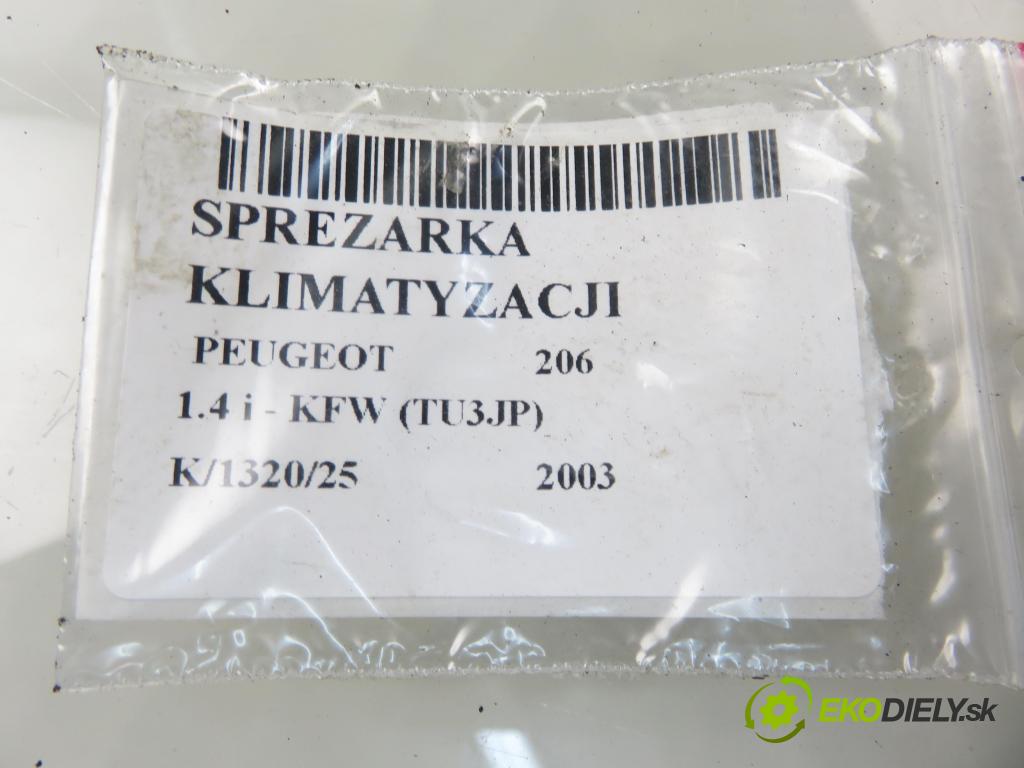 SPREZARKA
KLIMATYZACJI
PEUGEOT 206
1.4 i - KFW (TU3JP)
K/1320/25 2003
EKODIELY.sk